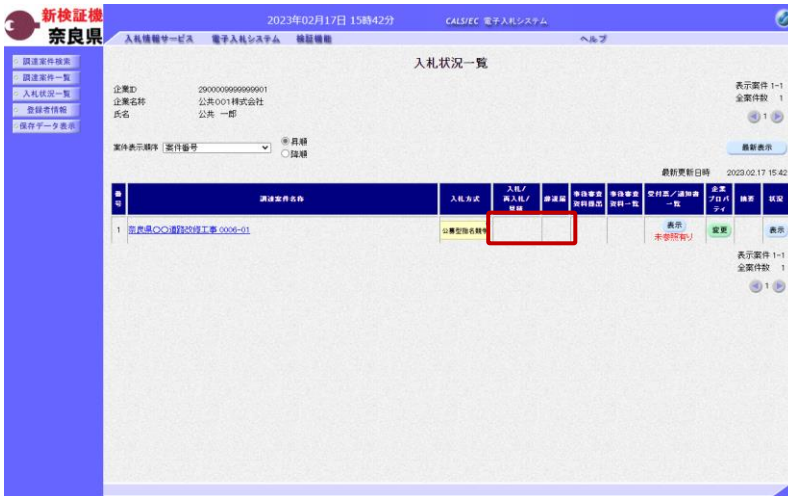 新検証機
奈良県
2023年02月17日 15時42分
CALS/EC 電子入札システム
入札情報サービス 電子入札システム 検証機能 ヘルプ
調達案件検索
調達案件一覧
入札状況一覧
登録者情報
保存データ表示
入札状況一覧
企業ID 2900009999999901
企業名称 公共001株式会社
氏名 公共 一郎
表示案件 1-1
全案件数 1
1
案件表示順序 案件番号
昇順
降順
最新表示
最終更新日時 2023.02.17 15:42
番号 調達案件名称 入札方式 入札/再入札/見積 辞退届 事後審査資料提出 事後審査資料一覧 受付票/通知書一覧 企業プロパティ 摘要 状況
1 奈良県〇〇道路改修工事 0006-01 公募型指名競争 表示 未参照有り 変更 表示
表示案件 1-1
全案件数 1
1